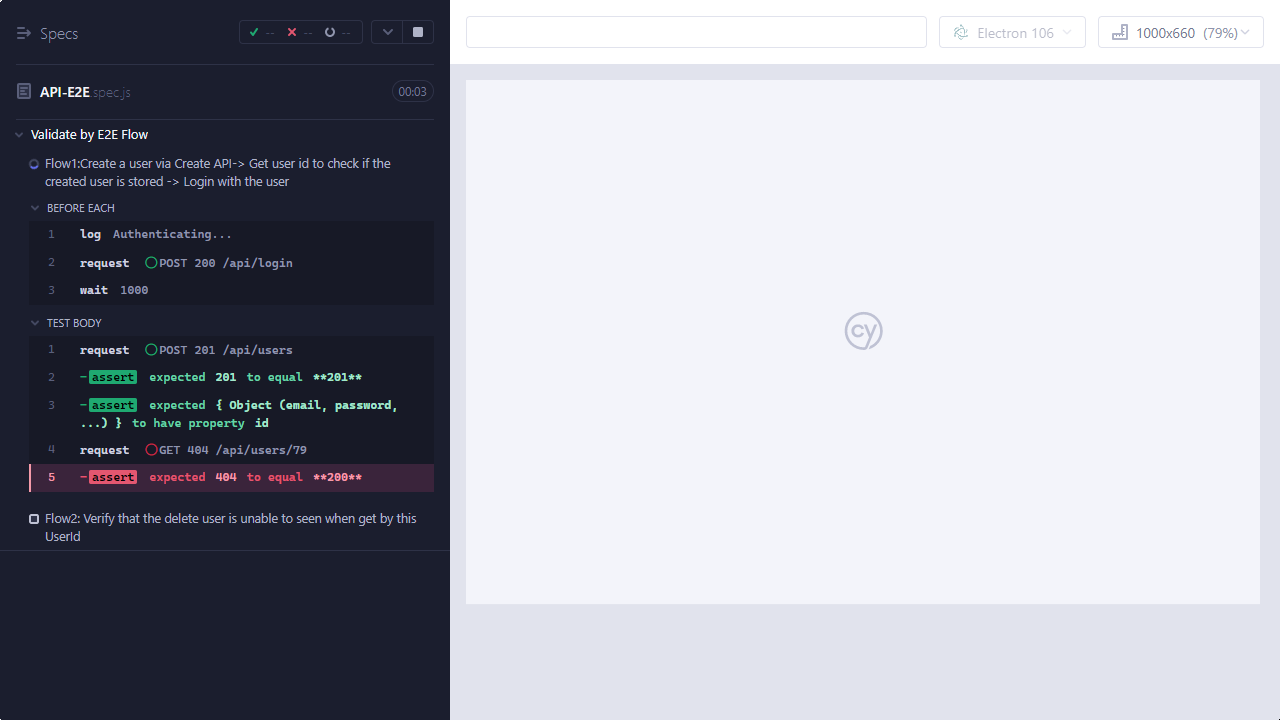 Specs
-- -- --
Electron 106
1000x660 (79%)
API-E2E.spec.js
00:03
Validate by E2E Flow
Flow1:Create a user via Create API-> Get user id to check if the
created user is stored -> Login with the user
BEFORE EACH
1 log Authenticating...
2 request POST 200 /api/login
3 wait 1000
TEST BODY
1 request POST 201 /api/users
2 -assert expected 201 to equal **201**
3 -assert expected { Object (email, password,
...) } to have property id
4 request GET 404 /api/users/79
5 -assert expected 404 to equal **200**
Flow2: Verify that the delete user is unable to seen when get by this
UserId
cy